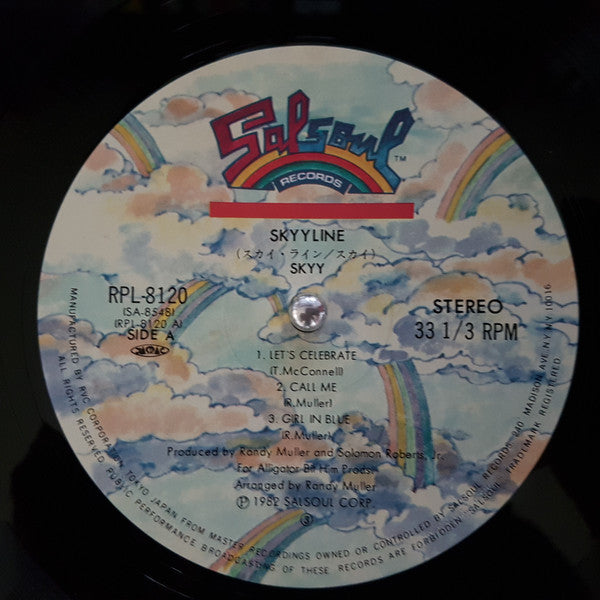 Salsoul
TM
RECORDS
SKYYLINE
(スカイ・ライン/スカイ)
SKYY
RPL-8120
(SA-8548)
(RPL-8120 A)
SIDE A
STEREO
33 1/3 RPM
1. LET'S CELEBRATE
(T.McConnell)
2. CALL ME
(R.Muller)
3. GIRL IN BLUE
(R.Muller)
Produced by Randy Muller and Solomon Roberts, Jr.
For Alligator Bit Him Prods.
Arranged by Randy Muller
Ⓟ 1982 SALSOUL CORP.
MANUFACTURED BY RVC CORPORATION, TOKYO, JAPAN FROM MASTER RECORDINGS OWNED OR CONTROLLED BY SALSOUL RECORDS 240 MADISON AVE. NY. NY 10016
ALL RIGHTS RESERVED PUBLIC PERFORMANCE BROADCASTING OF THESE RECORDS ARE FORBIDDEN. SALSOUL TRADEMARK REGISTERED.